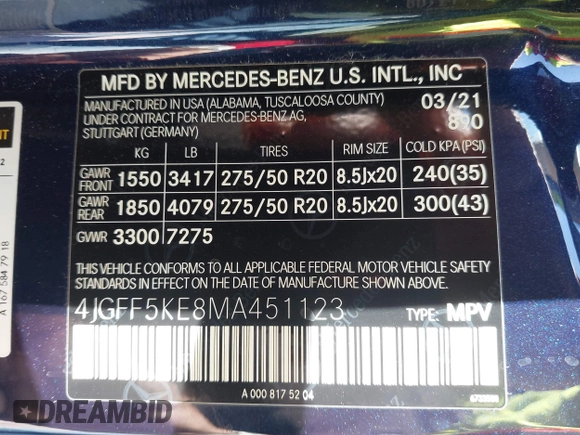 MFD BY MERCEDES-BENZ U.S. INTL., INC
MANUFACTURED IN USA (ALABAMA, TUSCALOOSA COUNTY) 03/21
UNDER CONTRACT FOR MERCEDES-BENZ AG, 890
STUTTGART (GERMANY)
KG LB TIRES RIM SIZE COLD KPA (PSI)
GAWR FRONT 1550 3417 275/50 R20 8.5Jx20 240(35)
GAWR REAR 1850 4079 275/50 R20 8.5Jx20 300(43)
GVWR 3300 7275
THIS VEHICLE CONFORMS TO ALL APPLICABLE FEDERAL MOTOR VEHICLE SAFETY
STANDARDS IN EFFECT ON THE DATE OF MANUFACTURE SHOWN ABOVE.
4JGFF5KE8MA451123 TYPE: MPV
A 000 817 52 04
A 167 584 79 18
DREAMBID